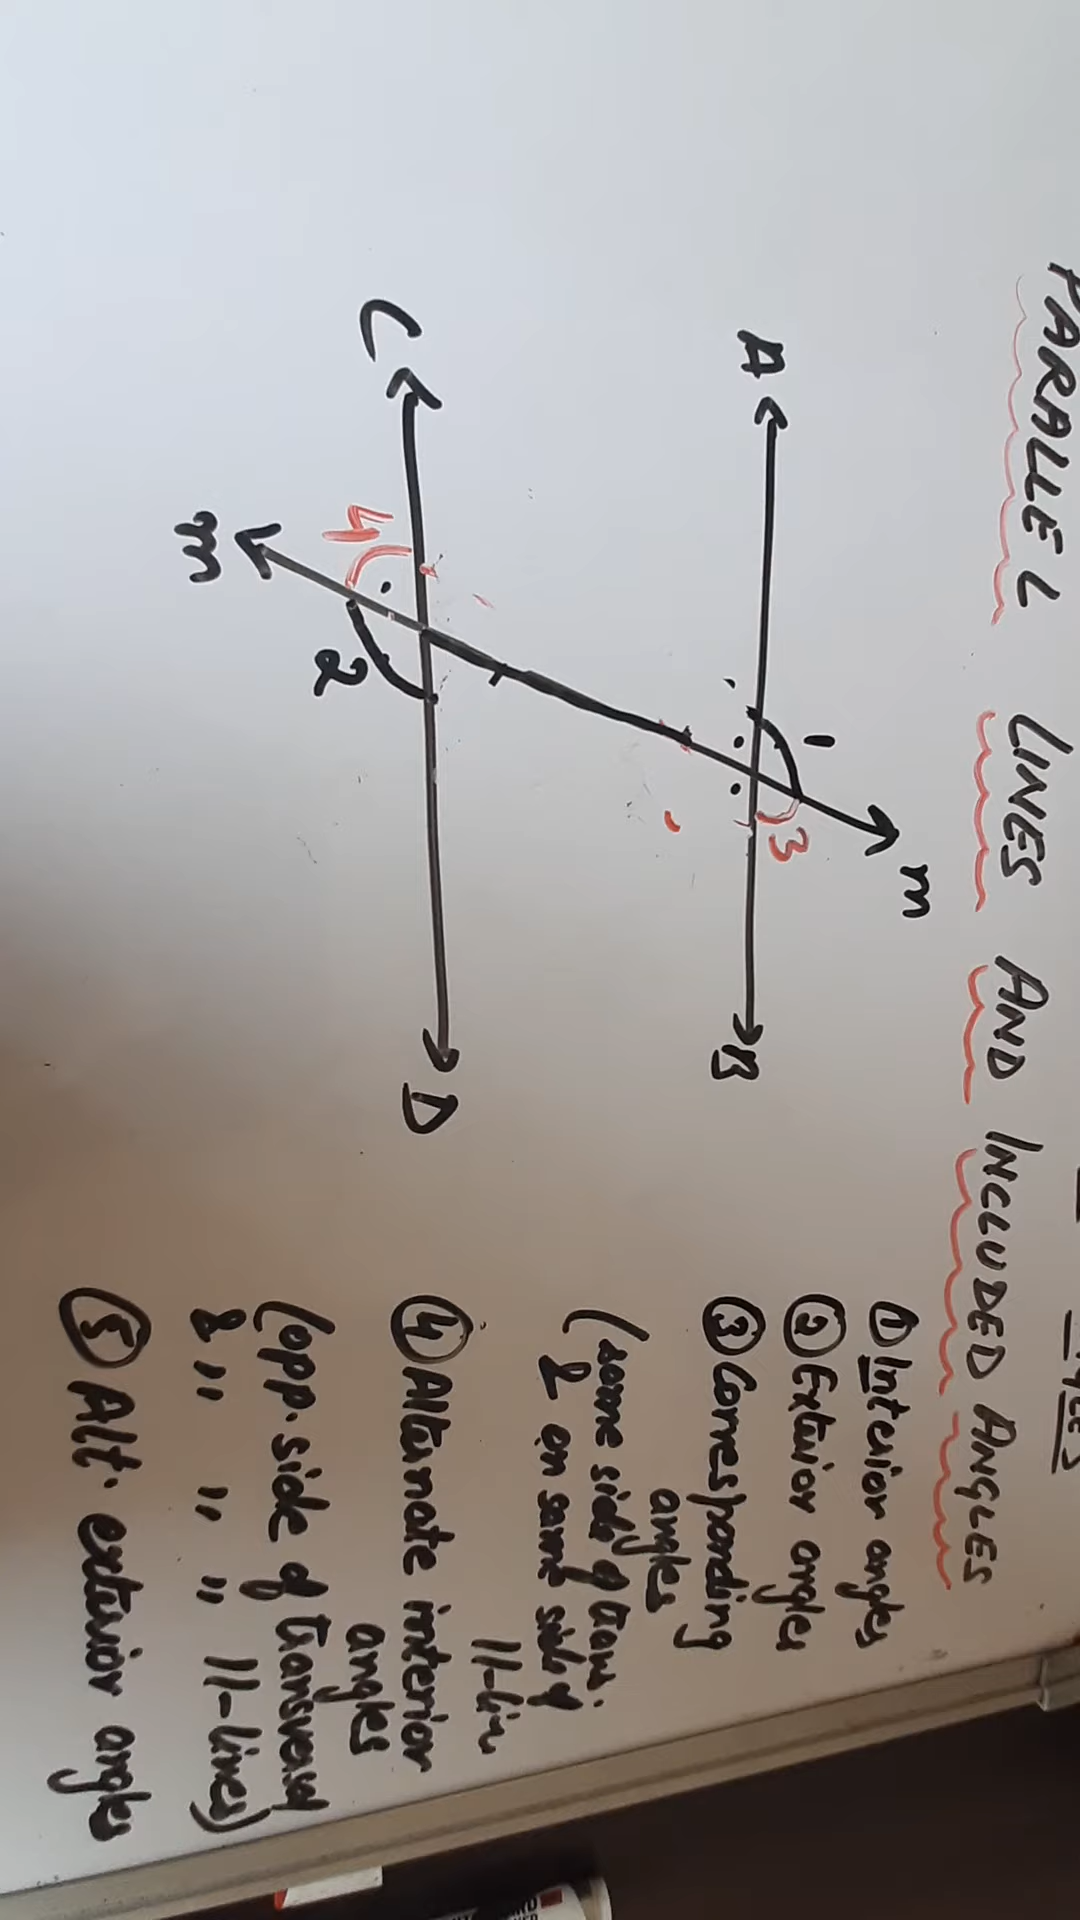 PARALLEL LINES AND INCLUDED ANGLES
m
A
B
1
3
C
D
4
2
m
① Interior angles
② Exterior angles
③ Corresponding
angles
(same side of trans.
& on same side of
11-lin
④ Alternate interior
angles
(opp. side of transversal
& " " " 11-lines)
⑤ Alt. exterior angles